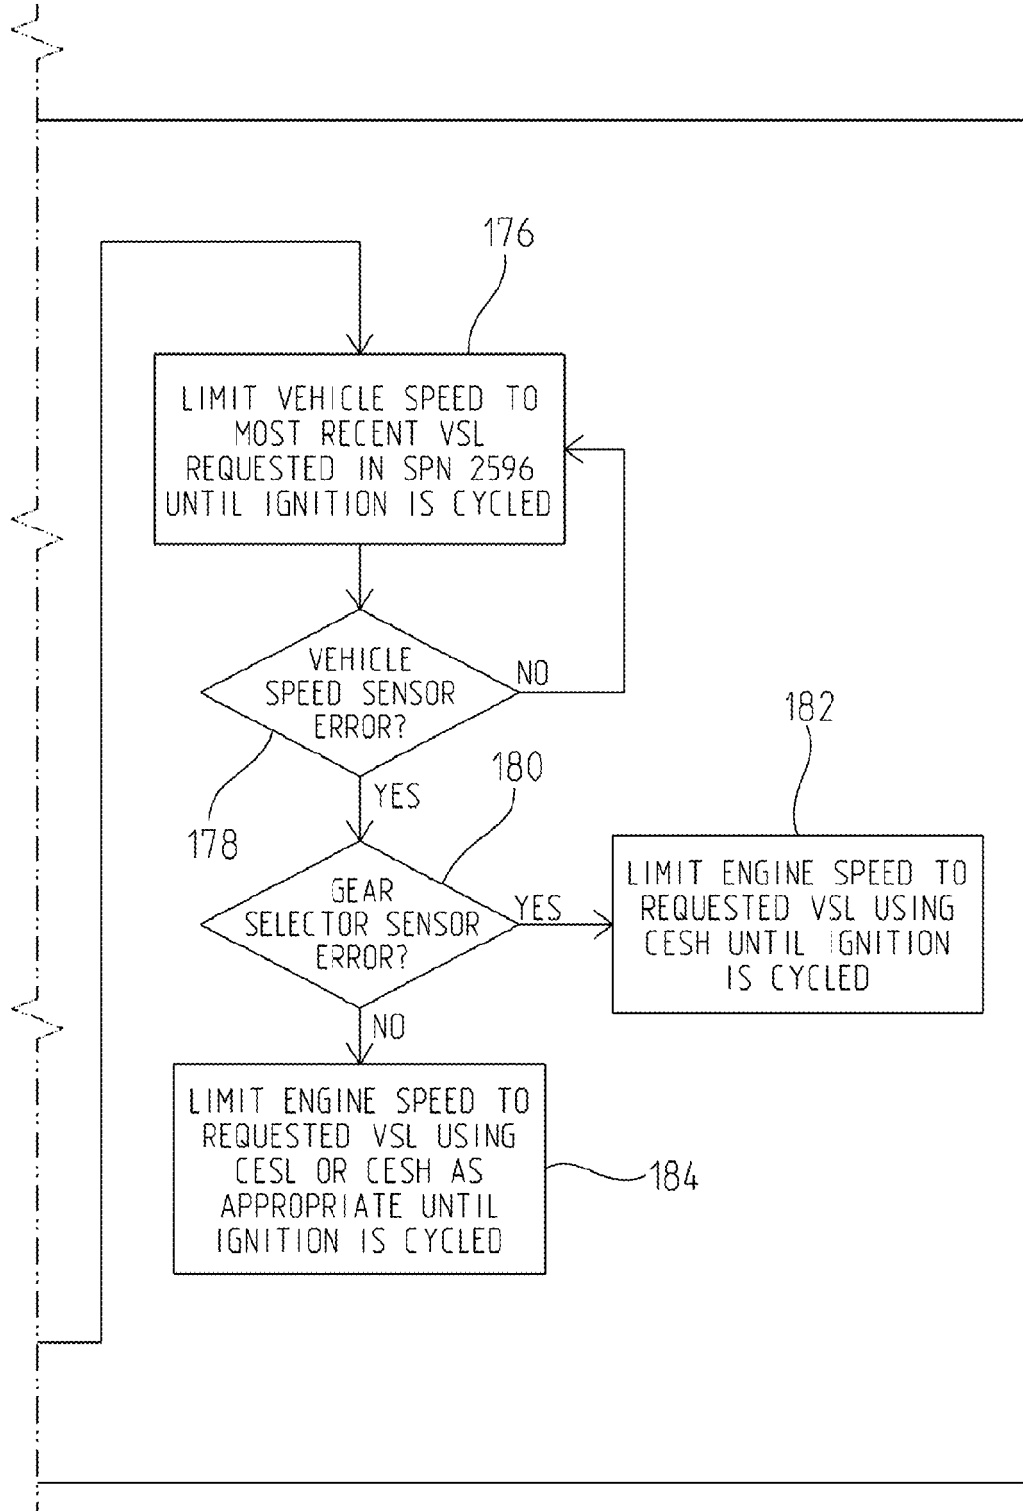 176
LIMIT VEHICLE SPEED TO
MOST RECENT VSL
REQUESTED IN SPN 2596
UNTIL IGNITION IS CYCLED
VEHICLE
SPEED SENSOR
ERROR?
NO
178
YES
180
182
GEAR
SELECTOR SENSOR
ERROR?
YES
LIMIT ENGINE SPEED TO
REQUESTED VSL USING
CESH UNTIL IGNITION
IS CYCLED
NO
LIMIT ENGINE SPEED TO
REQUESTED VSL USING
CESL OR CESH AS
APPROPRIATE UNTIL
IGNITION IS CYCLED
184